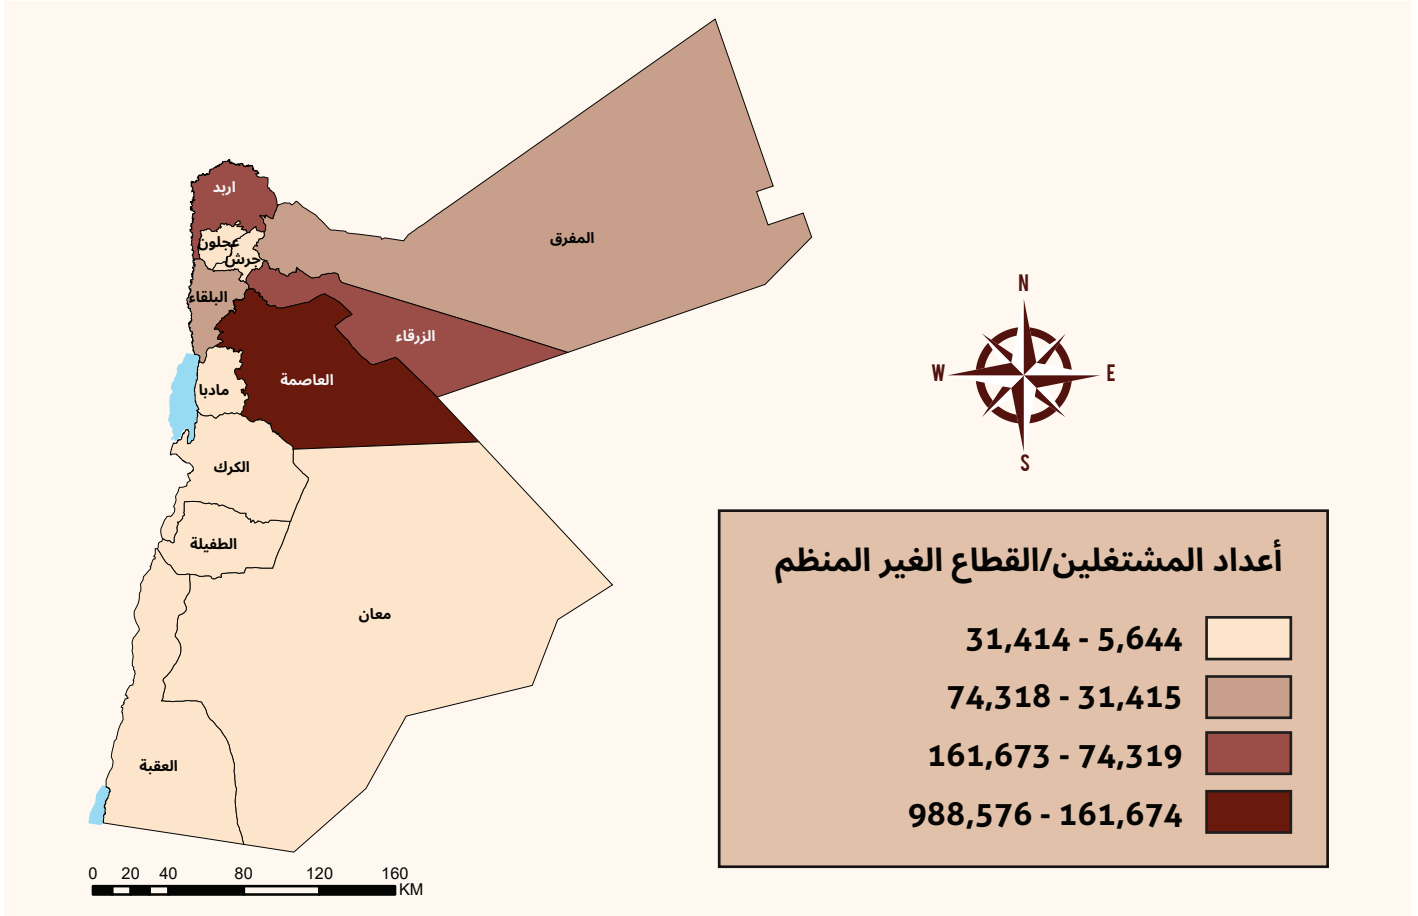 اربد
عجلون
جرش
المفرق
البلقاء
الزرقاء
العاصمة
مادبا
الكرك
الطفيلة
معان
العقبة
N
W
E
S
أعداد المشتغلين/القطاع الغير المنظم
31,414 - 5,644
74,318 - 31,415
161,673 - 74,319
988,576 - 161,674
0 20 40 80 120 160
KM